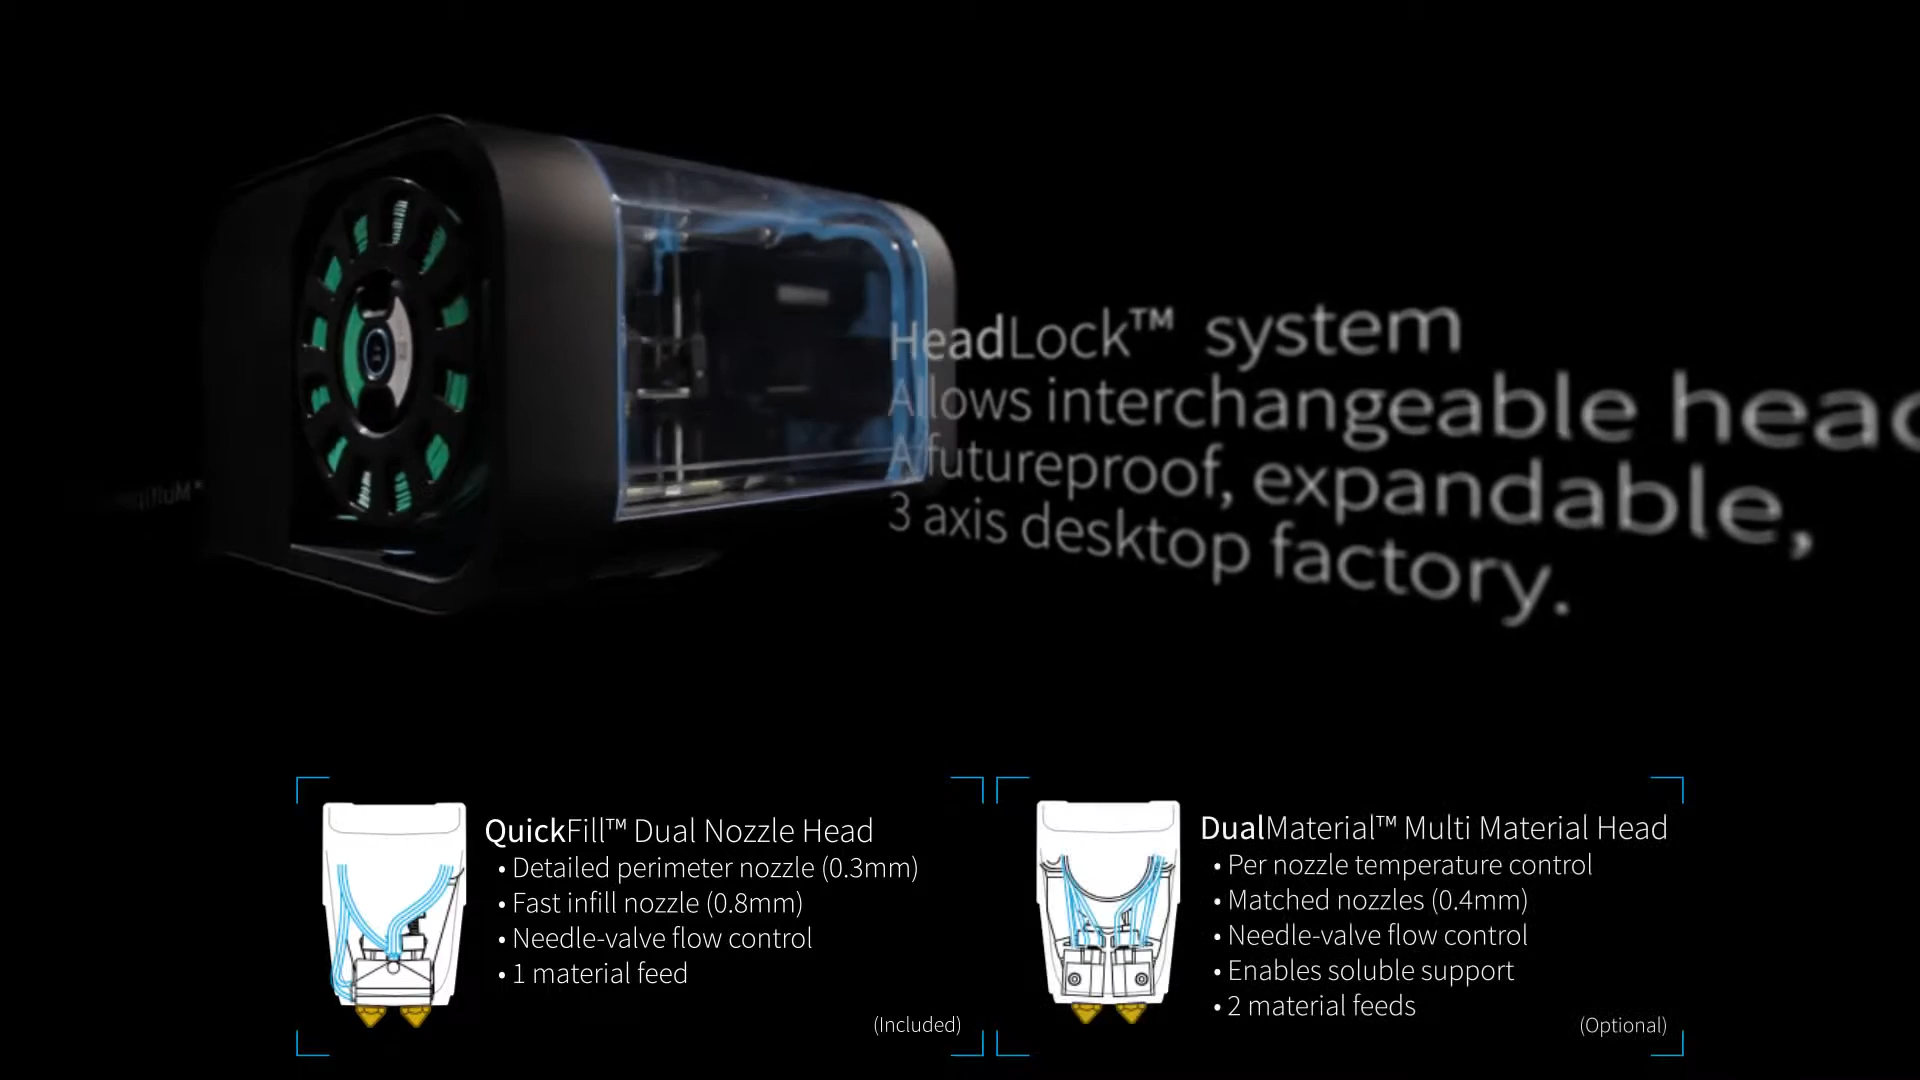 HeadLock™ system
Allows interchangeable
A futureproof, expandable,
3 axis desktop factory.
QuickFill™ Dual Nozzle Head
• Detailed perimeter nozzle (0.3mm)
• Fast infill nozzle (0.8mm)
• Needle-valve flow control
• 1 material feed
(Included)
DualMaterial™ Multi Material Head
• Per nozzle temperature control
• Matched nozzles (0.4mm)
• Needle-valve flow control
• Enables soluble support
• 2 material feeds
(Optional)